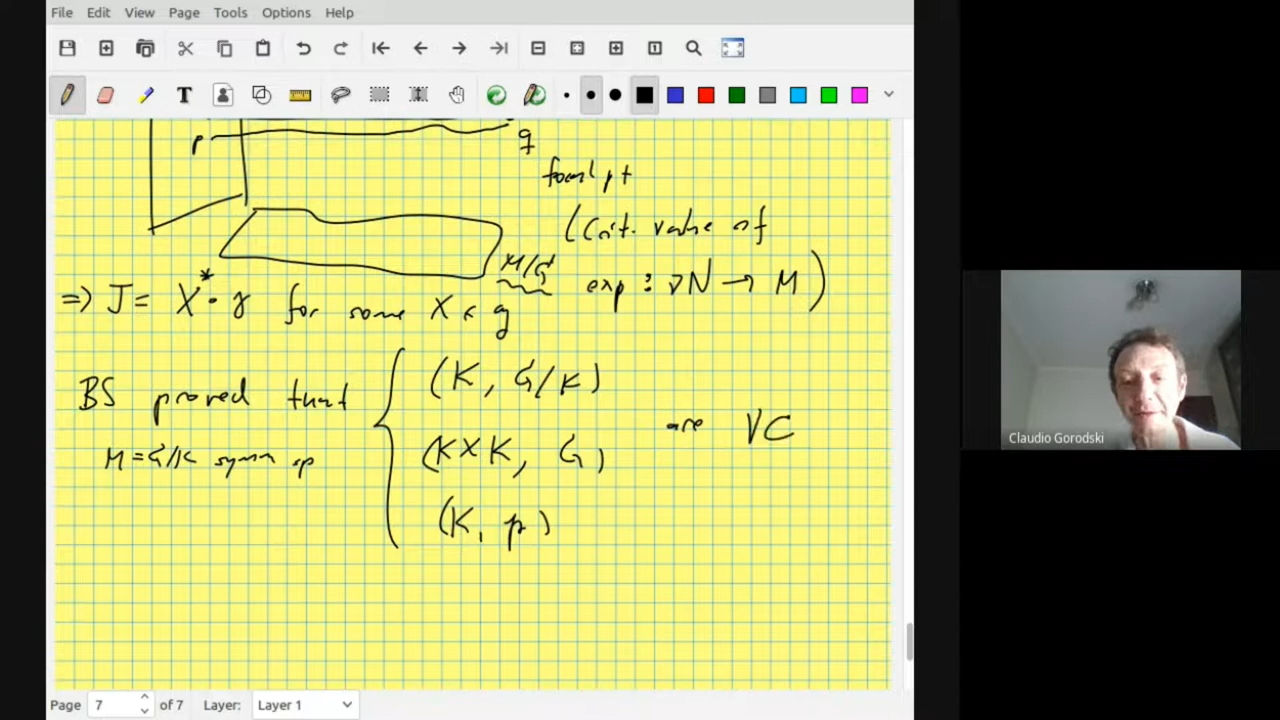 File Edit View Page Tools Options Help
p
q
focal pt
(Crit. value of
exp : νN → M)
M/G
⇒ J = X* ∘ γ for some X ∈ g
BS proved that
(K, G/K)
M = G/K symm sp
(K×K, G)
are VC
(K, p)
Claudio Gorodski
Page 7 of 7 Layer: Layer 1